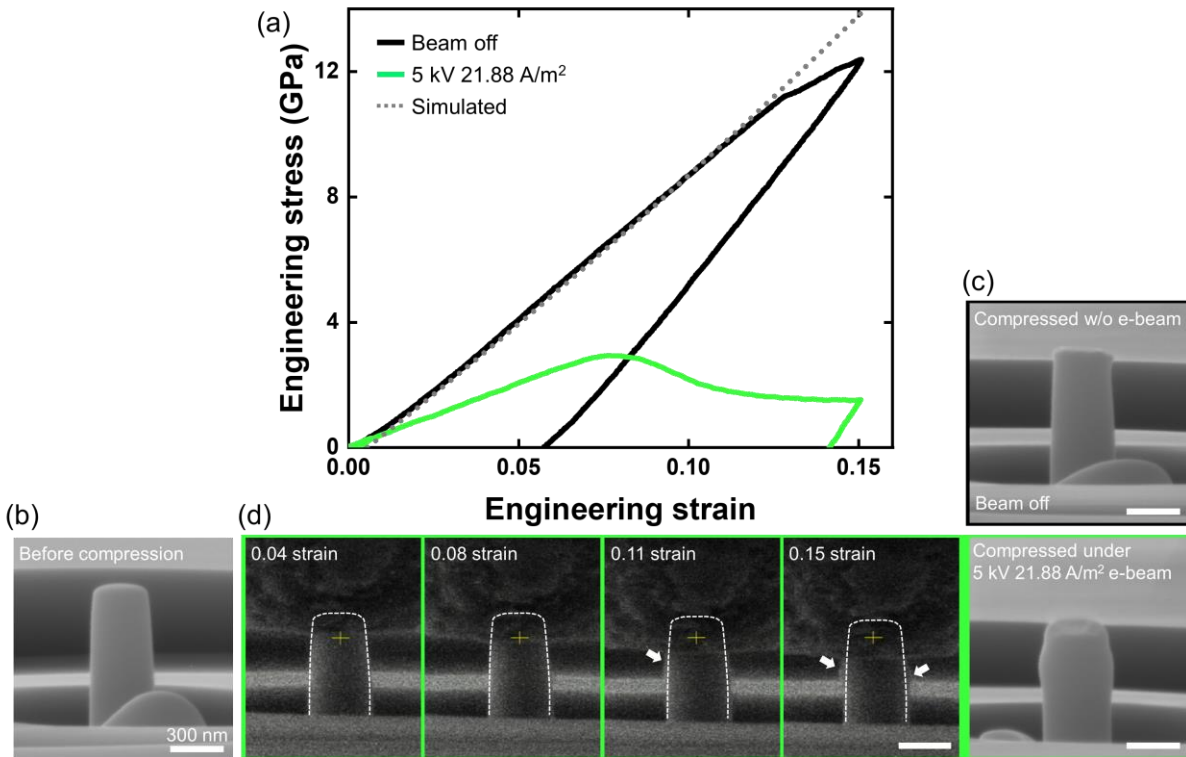 (a)
Beam off
5 kV 21.88 A/m²
Simulated
Engineering stress (GPa)
12
8
4
0
0.00
0.05
0.10
0.15
Engineering strain
(c)
Compressed w/o e-beam
Beam off
(b)
Before compression
300 nm
(d)
0.04 strain
0.08 strain
0.11 strain
0.15 strain
Compressed under
5 kV 21.88 A/m² e-beam